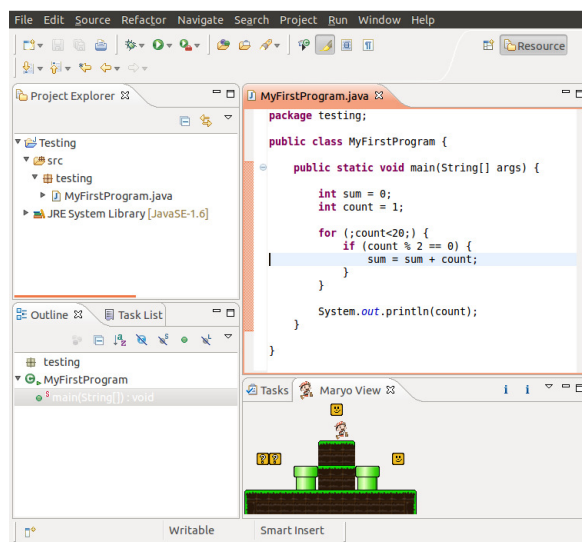 File Edit Source Refactor Navigate Search Project Run Window Help
Resource
Project Explorer
Testing
src
testing
MyFirstProgram.java
JRE System Library [JavaSE-1.6]
MyFirstProgram.java
package testing;
public class MyFirstProgram {
public static void main(String[] args) {
int sum = 0;
int count = 1;
for (;count<20;) {
if (count % 2 == 0) {
sum = sum + count;
}
}
System.out.println(count);
}
}
Outline Task List
testing
MyFirstProgram
main(String[]) : void
Tasks Maryo View
Writable Smart Insert